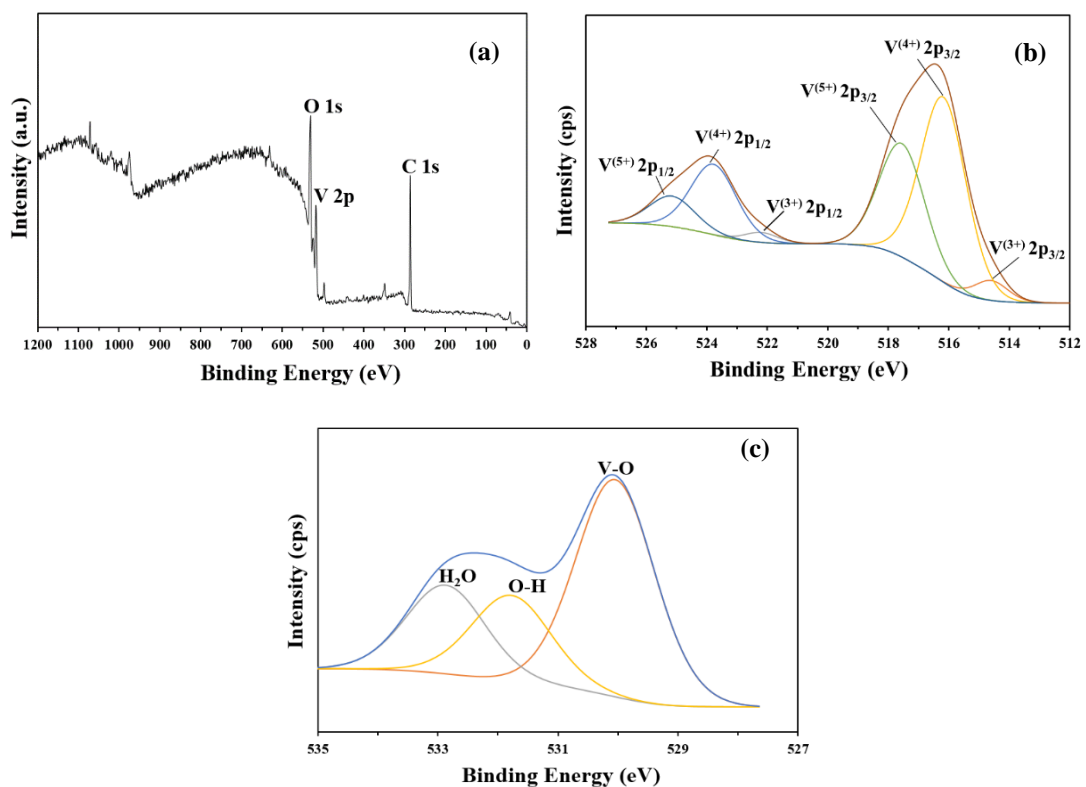 (a)
O 1s
C 1s
V 2p
Intensity (a.u.)
1200 1100 1000 900 800 700 600 500 400 300 200 100 0
Binding Energy (eV)
(b)
V(4+) 2p3/2
V(5+) 2p3/2
V(4+) 2p1/2
V(5+) 2p1/2
V(3+) 2p1/2
V(3+) 2p3/2
Intensity (cps)
528 526 524 522 520 518 516 514 512
Binding Energy (eV)
(c)
V-O
H2O
O-H
Intensity (cps)
535 533 531 529 527
Binding Energy (eV)